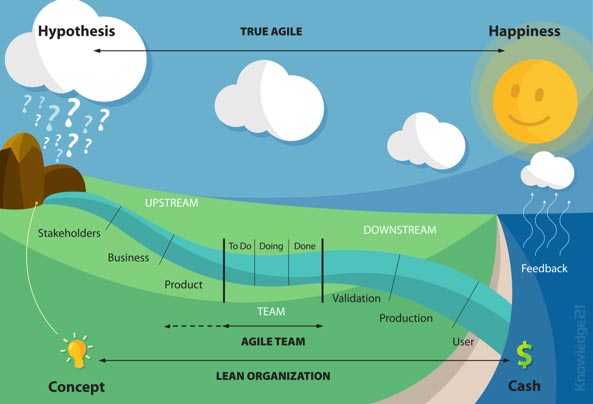 Hypothesis
TRUE AGILE
Happiness
? ? ? ? ? ? ? ? ? ? ?
UPSTREAM
Stakeholders
Business
Product
To Do
Doing
Done
DOWNSTREAM
Feedback
Validation
Production
User
TEAM
AGILE TEAM
LEAN ORGANIZATION
Concept
$
Cash
Knowledge21